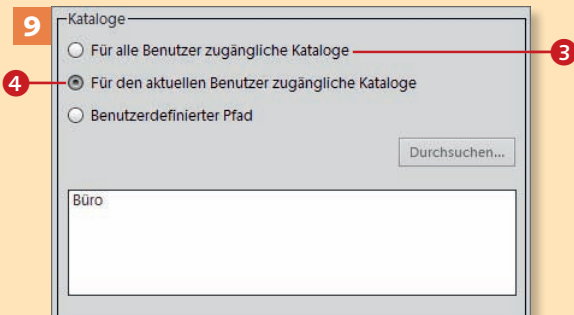 9
Kataloge
Für alle Benutzer zugängliche Kataloge
3
4
Für den aktuellen Benutzer zugängliche Kataloge
Benutzerdefinierter Pfad
Durchsuchen...
Büro